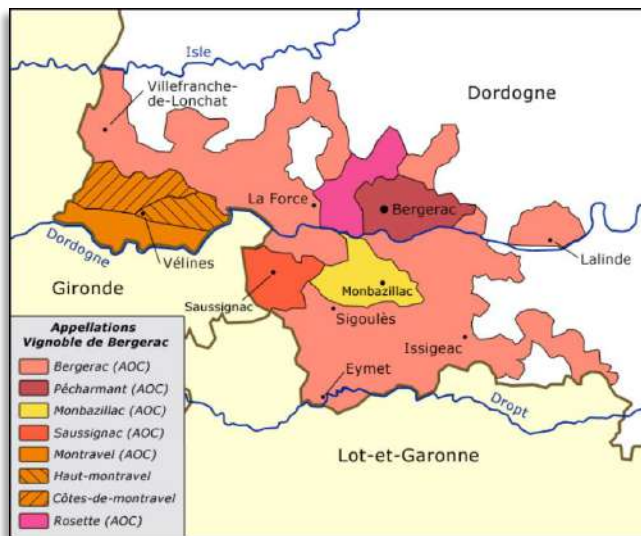 Isle
Villefranche-
de-Lonchat
Dordogne
La Force
Bergerac
Dordogne
Vélines
Lalinde
Gironde
Saussignac
Monbazillac
Sigoulès
Issigeac
Eymet
Dropt
Lot-et-Garonne
Appellations
Vignoble de Bergerac
Bergerac (AOC)
Pécharmant (AOC)
Monbazillac (AOC)
Saussignac (AOC)
Montravel (AOC)
Haut-montravel
Côtes-de-montravel
Rosette (AOC)